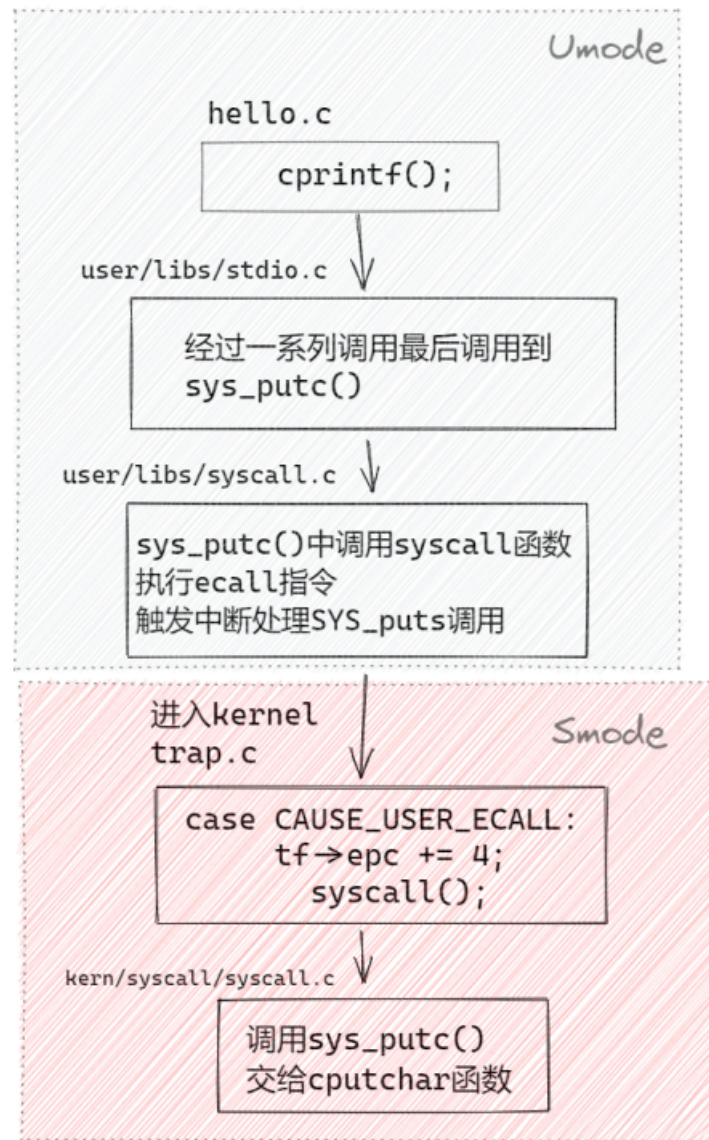 Umode
hello.c
cprintf();
user/libs/stdio.c
经过一系列调用最后调用到
sys_putc()
user/libs/syscall.c
sys_putc()中调用syscall函数
执行ecall指令
触发中断处理SYS_puts调用
进入kernel
trap.c
Smode
case CAUSE_USER_ECALL:
tf->epc += 4;
syscall();
kern/syscall/syscall.c
调用sys_putc()
交给cputchar函数